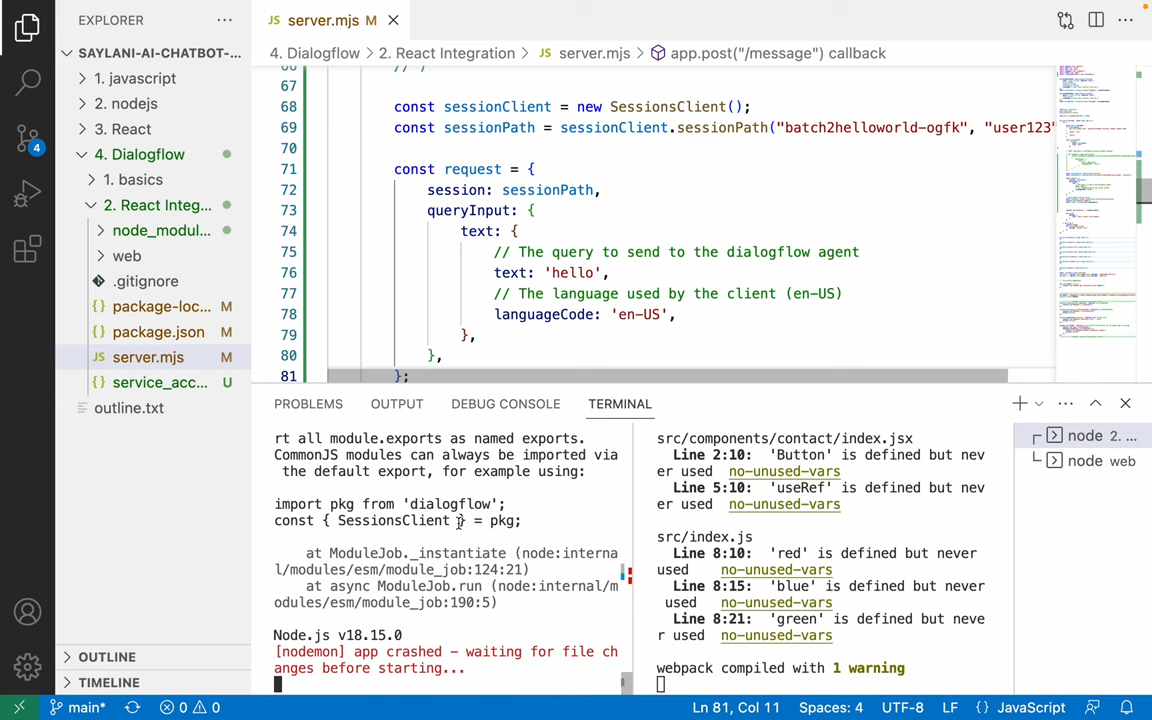 EXPLORER
SAYLANI-AI-CHATBOT-...
1. javascript
2. nodejs
3. React
4. Dialogflow
1. basics
2. React Integ...
node_modul...
web
.gitignore
{} package-loc... M
{} package.json M
JS server.mjs M
{} service_acc... U
outline.txt
OUTLINE
TIMELINE
4
JS server.mjs M
4. Dialogflow > 2. React Integration > JS server.mjs > app.post("/message") callback
67
68 const sessionClient = new SessionsClient();
69 const sessionPath = sessionClient.sessionPath("batch2helloworld-ogfk", "user123"
70
71 const request = {
72 session: sessionPath,
73 queryInput: {
74 text: {
75 // The query to send to the dialogflow agent
76 text: 'hello',
77 // The language used by the client (en-US)
78 languageCode: 'en-US',
79 },
80 },
81 };
PROBLEMS OUTPUT DEBUG CONSOLE TERMINAL
rt all module.exports as named exports.
CommonJS modules can always be imported via
the default export, for example using:
import pkg from 'dialogflow';
const { SessionsClient } = pkg;
at ModuleJob._instantiate (node:interna
l/modules/esm/module_job:124:21)
at async ModuleJob.run (node:internal/m
odules/esm/module_job:190:5)
Node.js v18.15.0
[nodemon] app crashed - waiting for file ch
anges before starting...
src/components/contact/index.jsx
Line 2:10: 'Button' is defined but nev
er used no-unused-vars
Line 5:10: 'useRef' is defined but nev
er used no-unused-vars
src/index.js
Line 8:10: 'red' is defined but never
used no-unused-vars
Line 8:15: 'blue' is defined but never
used no-unused-vars
Line 8:21: 'green' is defined but neve
r used no-unused-vars
webpack compiled with 1 warning
node 2. ...
node web
main* 0 0 Ln 81, Col 11 Spaces: 4 UTF-8 LF {} JavaScript